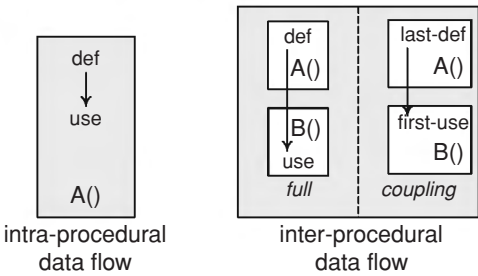 def
use
A()
intra-procedural
data flow
def
A()
B()
use
full
last-def
A()
first-use
B()
coupling
inter-procedural
data flow